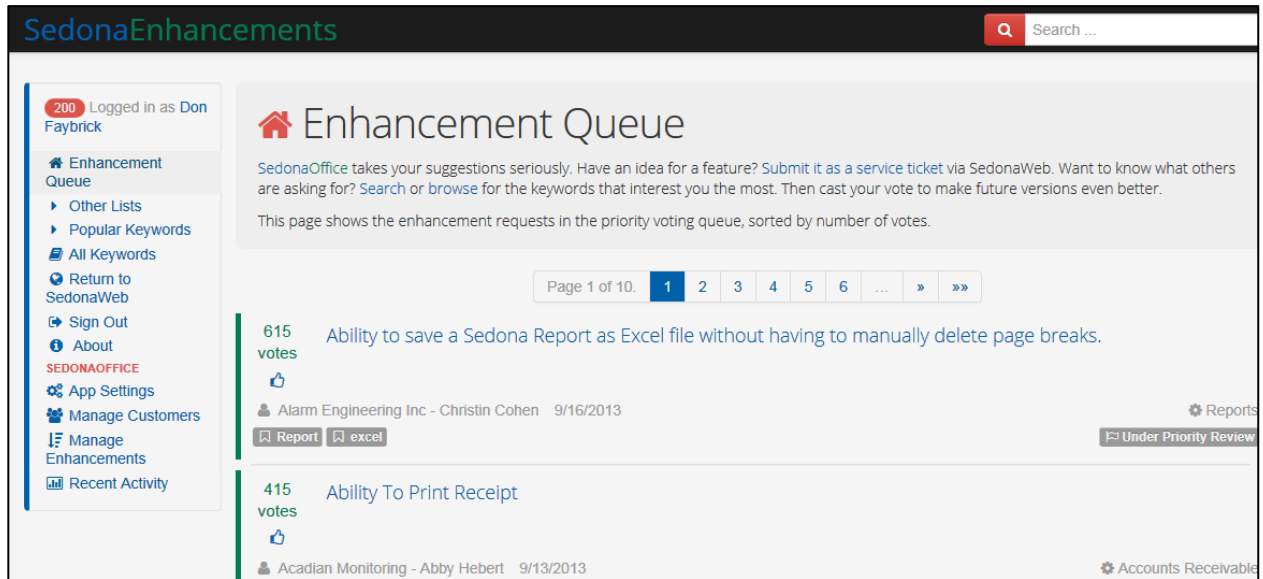 SedonaEnhancements
Search ...
200 Logged in as Don
Faybrick
Enhancement
Queue
Other Lists
Popular Keywords
All Keywords
Return to
SedonaWeb
Sign Out
About
SEDONAOFFICE
App Settings
Manage Customers
Manage
Enhancements
Recent Activity
Enhancement Queue
SedonaOffice takes your suggestions seriously. Have an idea for a feature? Submit it as a service ticket via SedonaWeb. Want to know what others
are asking for? Search or browse for the keywords that interest you the most. Then cast your vote to make future versions even better.
This page shows the enhancement requests in the priority voting queue, sorted by number of votes.
Page 1 of 10. 1 2 3 4 5 6 ... » »»
615
votes
Ability to save a Sedona Report as Excel file without having to manually delete page breaks.
Alarm Engineering Inc - Christin Cohen 9/16/2013
Reports
Report excel
Under Priority Review
415
votes
Ability To Print Receipt
Acadian Monitoring - Abby Hebert 9/13/2013
Accounts Receivable